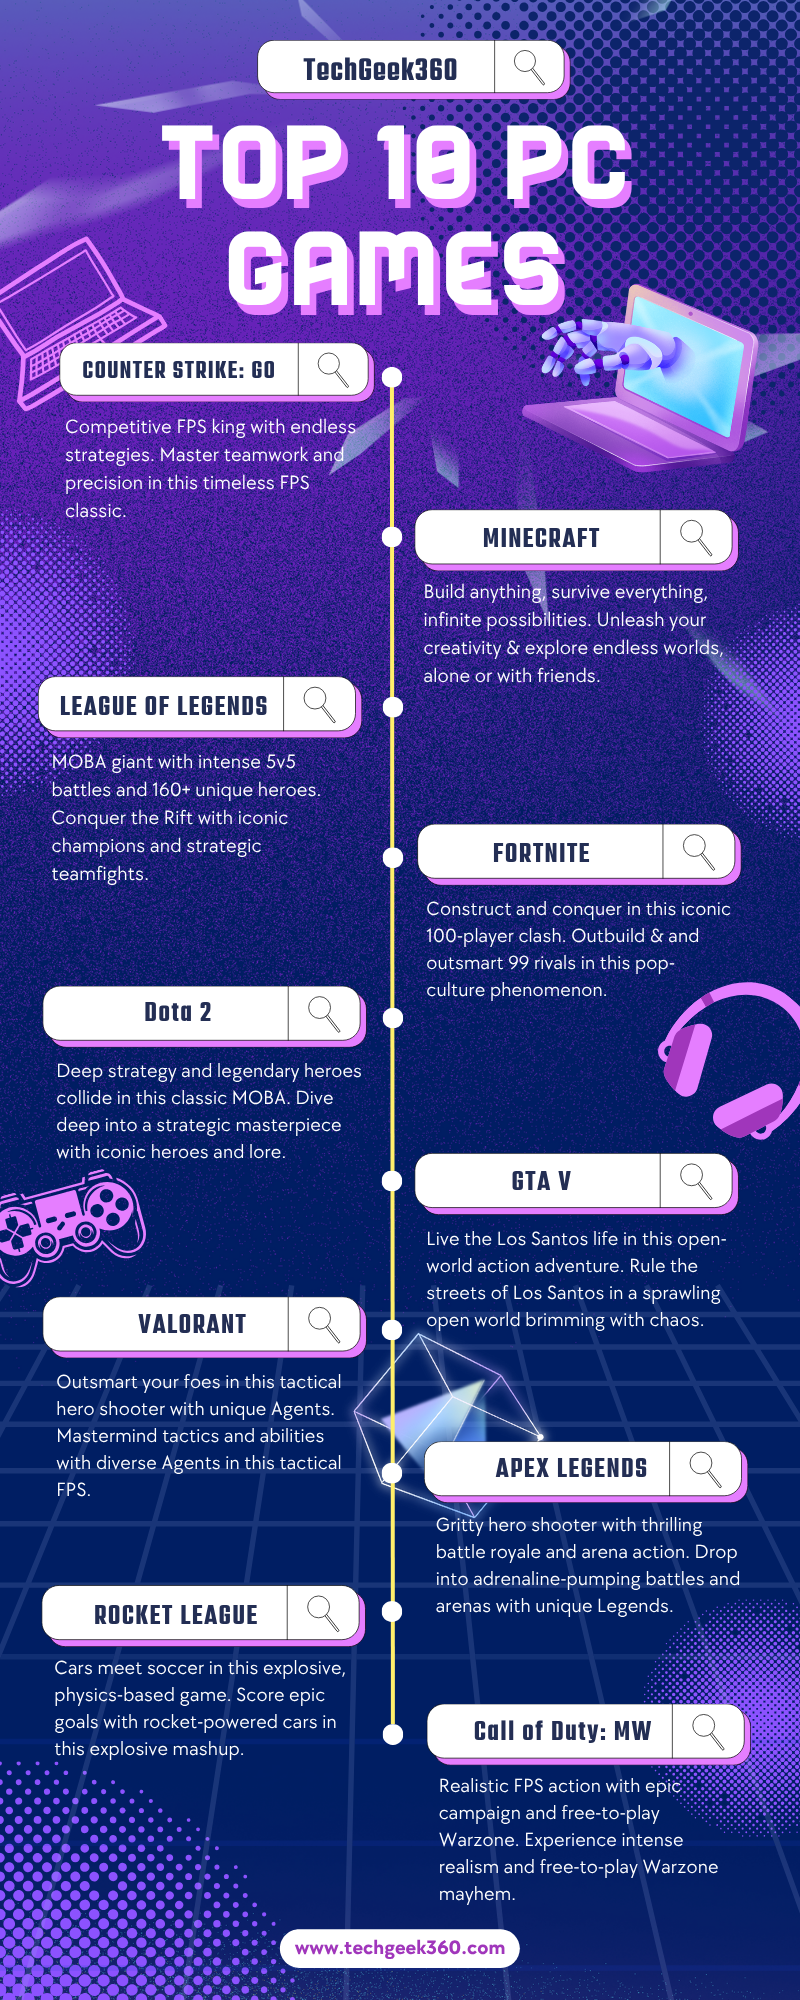 TechGeek360
TOP 10 PC
GAMES
COUNTER STRIKE: GO
Competitive FPS king with endless
strategies. Master teamwork and
precision in this timeless FPS
classic.
MINECRAFT
Build anything, survive everything,
infinite possibilities. Unleash your
creativity & explore endless worlds,
alone or with friends.
LEAGUE OF LEGENDS
MOBA giant with intense 5v5
battles and 160+ unique heroes.
Conquer the Rift with iconic
champions and strategic
teamfights.
FORTNITE
Construct and conquer in this iconic
100-player clash. Outbuild & and
outsmart 99 rivals in this pop-
culture phenomenon.
Dota 2
Deep strategy and legendary heroes
collide in this classic MOBA. Dive
deep into a strategic masterpiece
with iconic heroes and lore.
GTA V
Live the Los Santos life in this open-
world action adventure. Rule the
streets of Los Santos in a sprawling
open world brimming with chaos.
VALORANT
Outsmart your foes in this tactical
hero shooter with unique Agents.
Mastermind tactics and abilities
with diverse Agents in this tactical
FPS.
APEX LEGENDS
Gritty hero shooter with thrilling
battle royale and arena action. Drop
into adrenaline-pumping battles and
arenas with unique Legends.
ROCKET LEAGUE
Cars meet soccer in this explosive,
physics-based game. Score epic
goals with rocket-powered cars in
this explosive mashup.
Call of Duty: MW
Realistic FPS action with epic
campaign and free-to-play
Warzone. Experience intense
realism and free-to-play Warzone
mayhem.
www.techgeek360.com